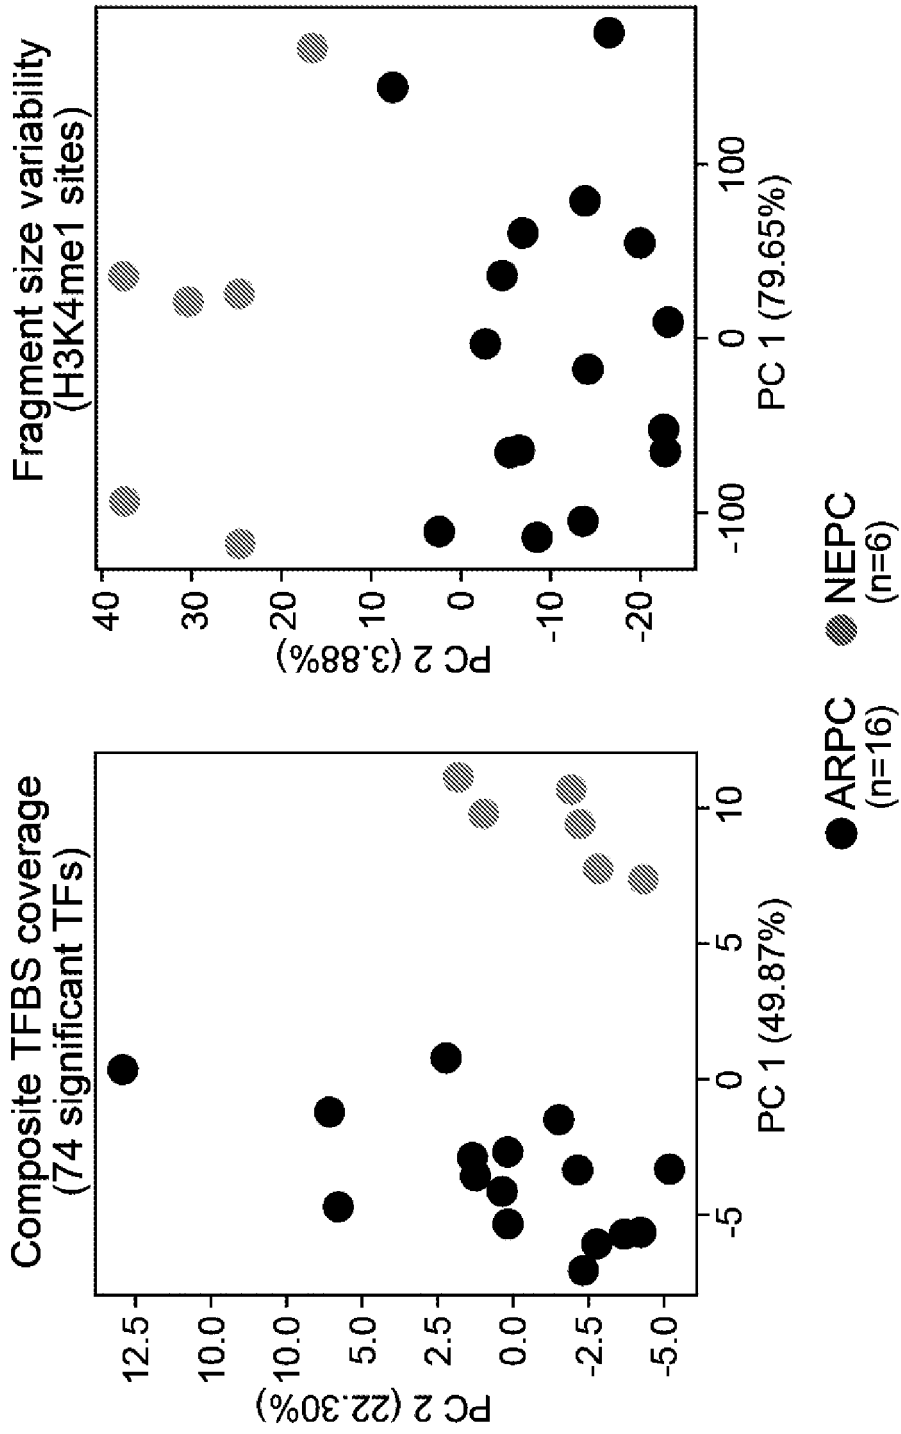 Composite TFBS coverage
(74 significant TFs)
12.5
10.0
10.0
5.0
2.5
0.0
-2.5
-5.0
PC 2 (22.30%)
-5
0
5
10
PC 1 (49.87%)
Fragment size variability
(H3K4me1 sites)
40
30
20
10
0
-10
-20
PC 2 (3.88%)
-100
0
100
PC 1 (79.65%)
ARPC
(n=16)
NEPC
(n=6)